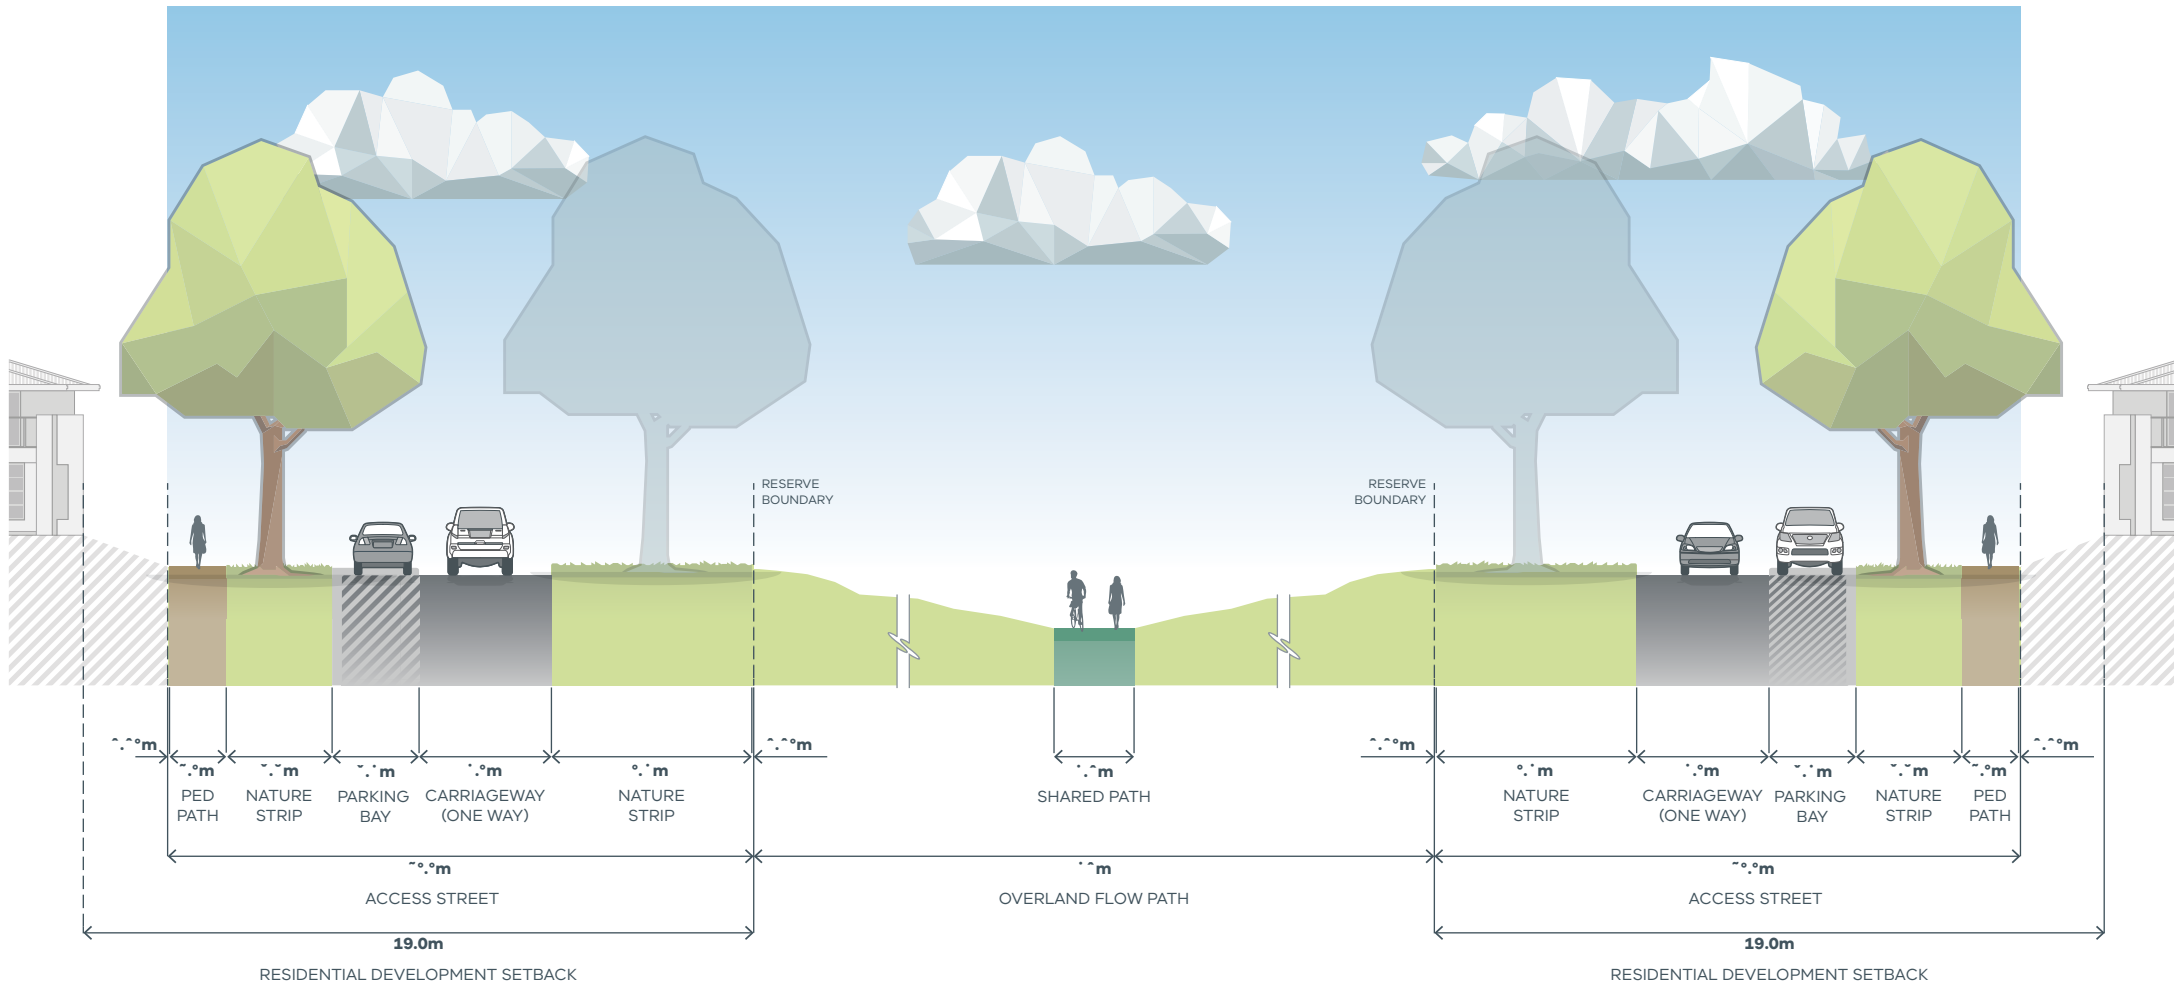 RESERVE
BOUNDARY
RESERVE
BOUNDARY
PED
PATH
NATURE
STRIP
PARKING
BAY
CARRIAGEWAY
(ONE WAY)
NATURE
STRIP
SHARED PATH
NATURE
STRIP
CARRIAGEWAY
(ONE WAY)
PARKING
BAY
NATURE
STRIP
PED
PATH
ACCESS STREET
OVERLAND FLOW PATH
ACCESS STREET
19.0m
19.0m
RESIDENTIAL DEVELOPMENT SETBACK
RESIDENTIAL DEVELOPMENT SETBACK